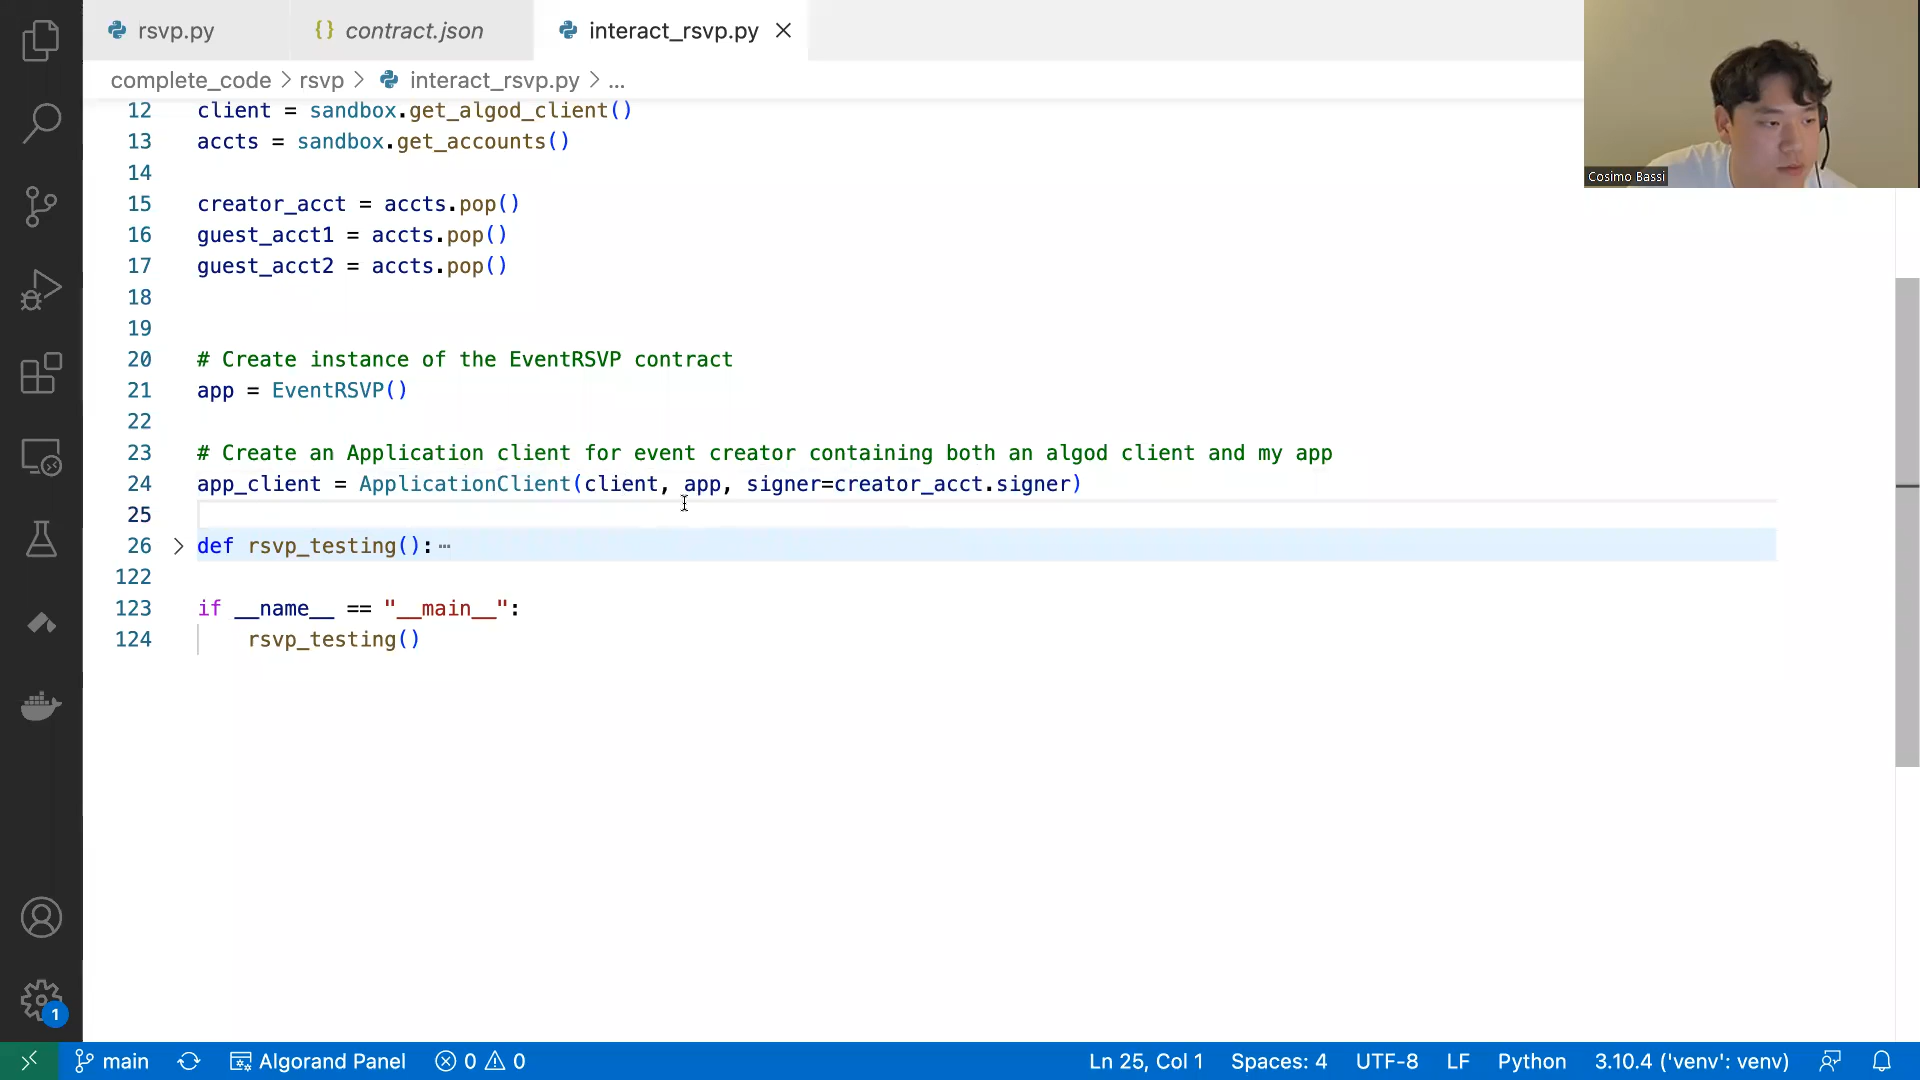 rsvp.py
{} contract.json
interact_rsvp.py
Cosimo Bassi
complete_code > rsvp > interact_rsvp.py > ...
12 client = sandbox.get_algod_client()
13 accts = sandbox.get_accounts()
14
15 creator_acct = accts.pop()
16 guest_acct1 = accts.pop()
17 guest_acct2 = accts.pop()
18
19
20 # Create instance of the EventRSVP contract
21 app = EventRSVP()
22
23 # Create an Application client for event creator containing both an algod client and my app
24 app_client = ApplicationClient(client, app, signer=creator_acct.signer)
25
26 def rsvp_testing(): ⋯
122
123 if __name__ == "__main__":
124 rsvp_testing()
1
main Algorand Panel 0 0 Ln 25, Col 1 Spaces: 4 UTF-8 LF Python 3.10.4 ('venv': venv)